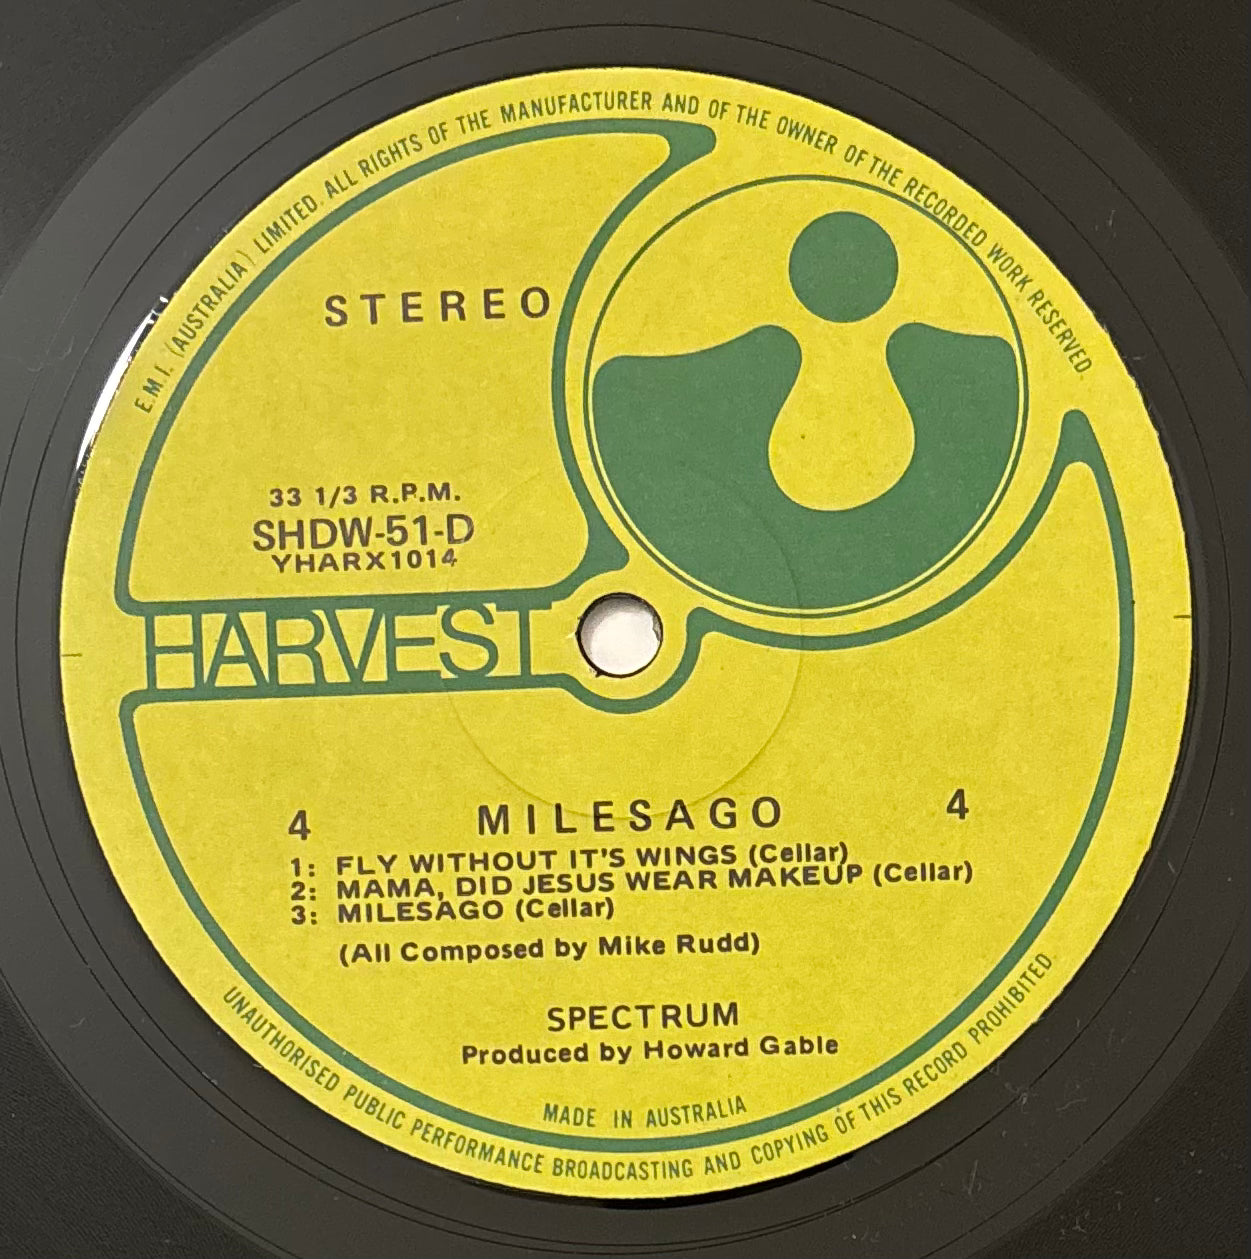 E.M.I. (AUSTRALIA) LIMITED. ALL RIGHTS OF THE MANUFACTURER AND OF THE OWNER OF THE RECORDED WORK RESERVED.
STEREO
33 1/3 R.P.M.
SHDW-51-D
YHARX1014
HARVEST
4 MILESAGO 4
1: FLY WITHOUT IT'S WINGS (Cellar)
2: MAMA, DID JESUS WEAR MAKEUP (Cellar)
3: MILESAGO (Cellar)
(All Composed by Mike Rudd)
SPECTRUM
Produced by Howard Gable
MADE IN AUSTRALIA
UNAUTHORISED PUBLIC PERFORMANCE BROADCASTING AND COPYING OF THIS RECORD PROHIBITED.